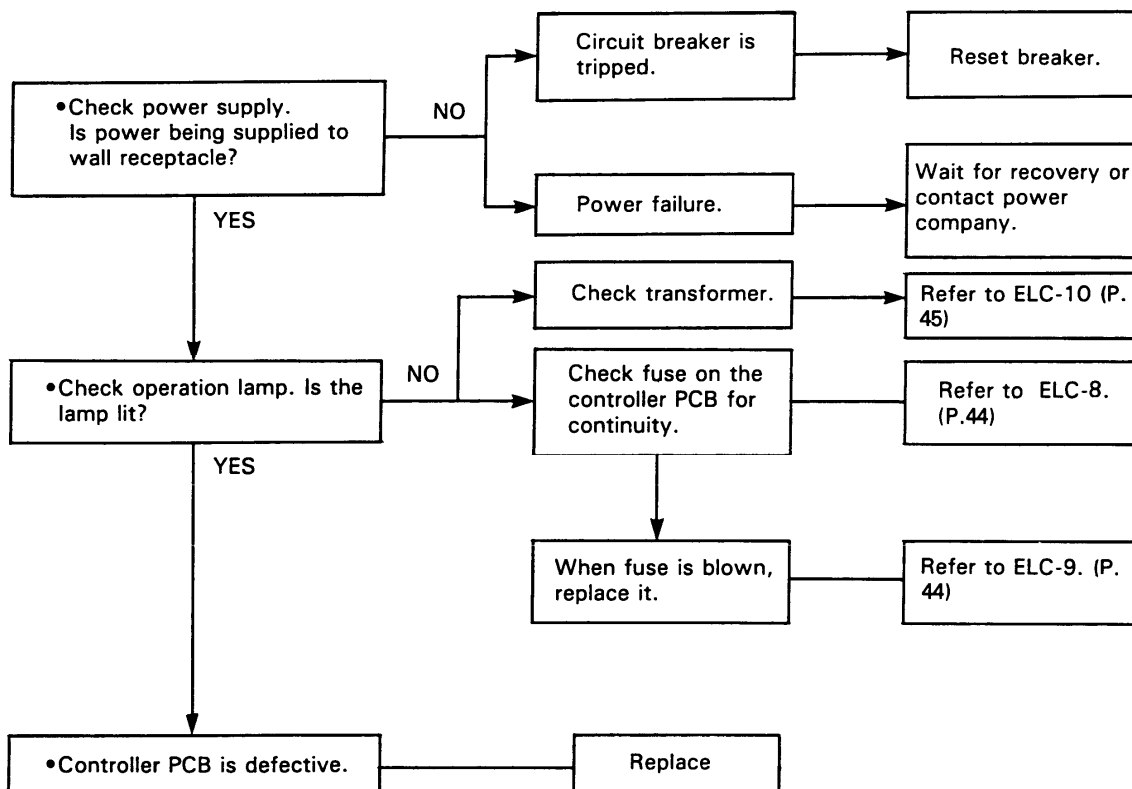 •Check power supply.
Is power being supplied to
wall receptacle?
NO
Circuit breaker is
tripped.
Reset breaker.
Power failure.
Wait for recovery or
contact power
company.
YES
•Check operation lamp. Is the
lamp lit?
NO
Check transformer.
Refer to ELC-10 (P.
45)
Check fuse on the
controller PCB for
continuity.
Refer to ELC-8.
(P.44)
When fuse is blown,
replace it.
Refer to ELC-9. (P.
44)
YES
•Controller PCB is defective.
Replace